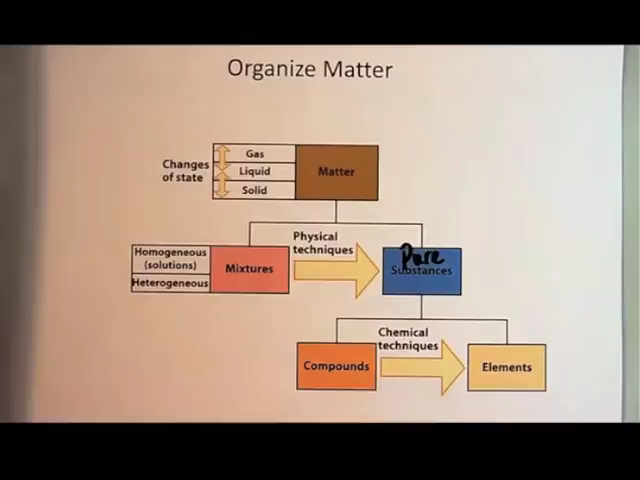 Organize Matter
Changes
of state
Gas
Liquid
Solid
Matter
Physical
techniques
Homogeneous
(solutions)
Heterogeneous
Mixtures
Pure
Substances
Chemical
techniques
Compounds
Elements